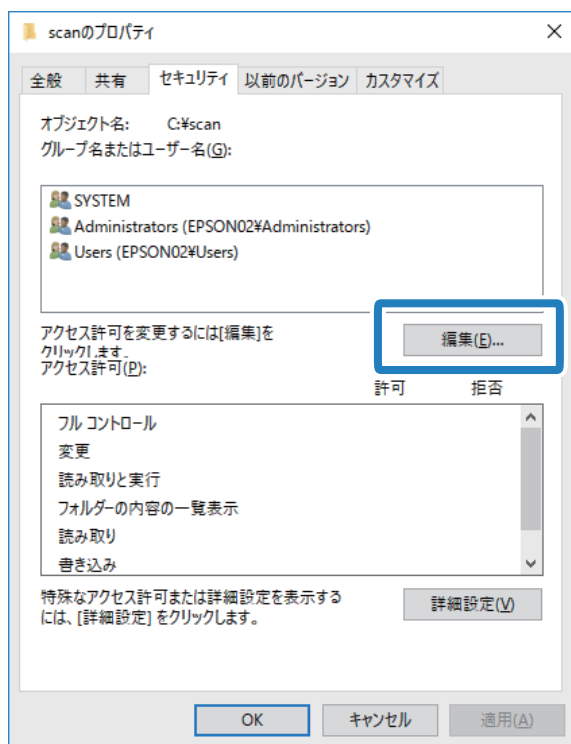 scanのプロパティ
全般 共有 セキュリティ 以前のバージョン カスタマイズ
オブジェクト名: C:¥scan
グループ名またはユーザー名(G):
SYSTEM
Administrators (EPSON02¥Administrators)
Users (EPSON02¥Users)
アクセス許可を変更するには[編集]を
クリックします。
編集(E)...
アクセス許可(P):
許可 拒否
フル コントロール
変更
読み取りと実行
フォルダーの内容の一覧表示
読み取り
書き込み
特殊なアクセス許可または詳細設定を表示する
には、[詳細設定] をクリックします。
詳細設定(V)
OK キャンセル 適用(A)